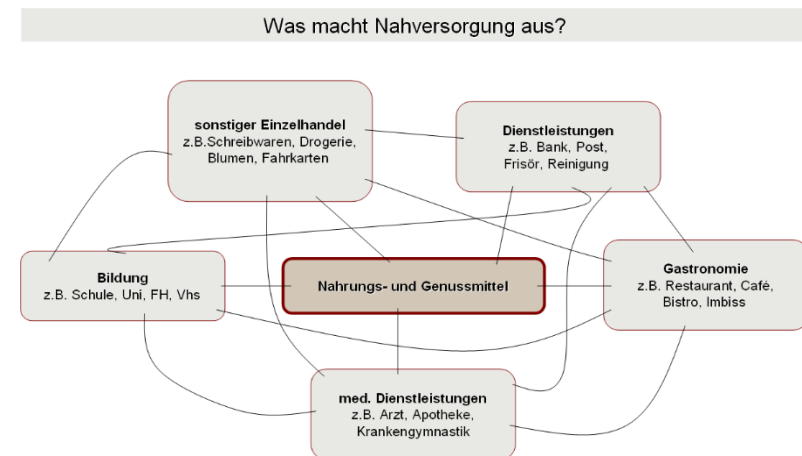 Was macht Nahversorgung aus?
sonstiger Einzelhandel
z.B.Schreibwaren, Drogerie,
Blumen, Fahrkarten
Dienstleistungen
z.B. Bank, Post,
Frisör, Reinigung
Bildung
z.B. Schule, Uni, FH, Vhs
Nahrungs- und Genussmittel
Gastronomie
z.B. Restaurant, Café,
Bistro, Imbiss
med. Dienstleistungen
z.B. Arzt, Apotheke,
Krankengymnastik